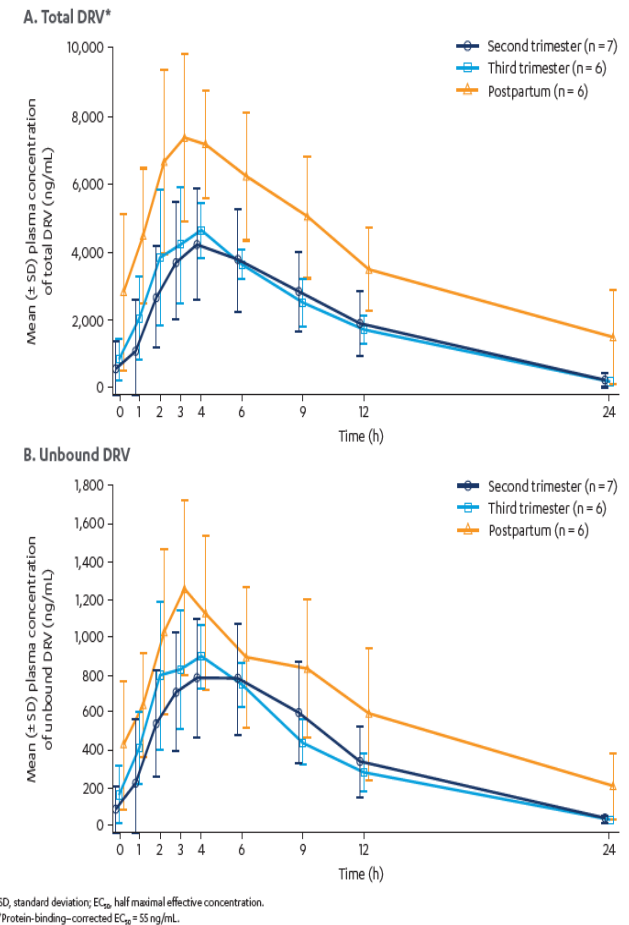 A. Total DRV*
Mean (± SD) plasma concentration
of total DRV (ng/mL)
10,000
8,000
6,000
4,000
2,000
0
Second trimester (n = 7)
Third trimester (n = 6)
Postpartum (n = 6)
0 1 2 3 4 6 9 12 24
Time (h)
B. Unbound DRV
Mean (± SD) plasma concentration
of unbound DRV (ng/mL)
1,800
1,600
1,400
1,200
1,000
800
600
400
200
0
Second trimester (n = 7)
Third trimester (n = 6)
Postpartum (n = 6)
0 1 2 3 4 6 9 12 24
Time (h)
SD, standard deviation; EC50, half maximal effective concentration.
*Protein-binding–corrected EC50 = 55 ng/mL.